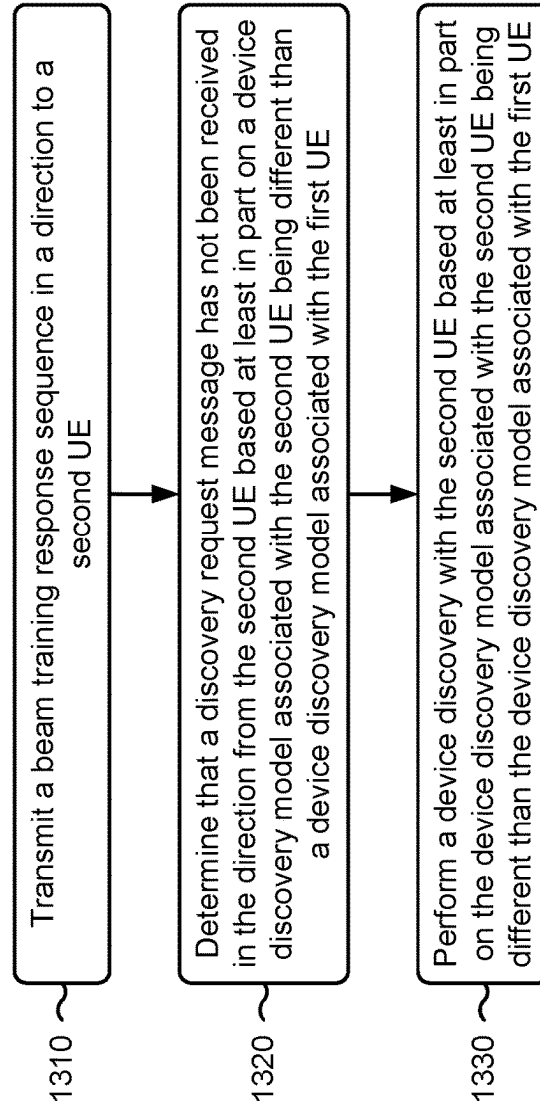 1310
Transmit a beam training response sequence in a direction to a
second UE
1320
Determine that a discovery request message has not been received
in the direction from the second UE based at least in part on a device
discovery model associated with the second UE being different than
a device discovery model associated with the first UE
1330
Perform a device discovery with the second UE based at least in part
on the device discovery model associated with the second UE being
different than the device discovery model associated with the first UE